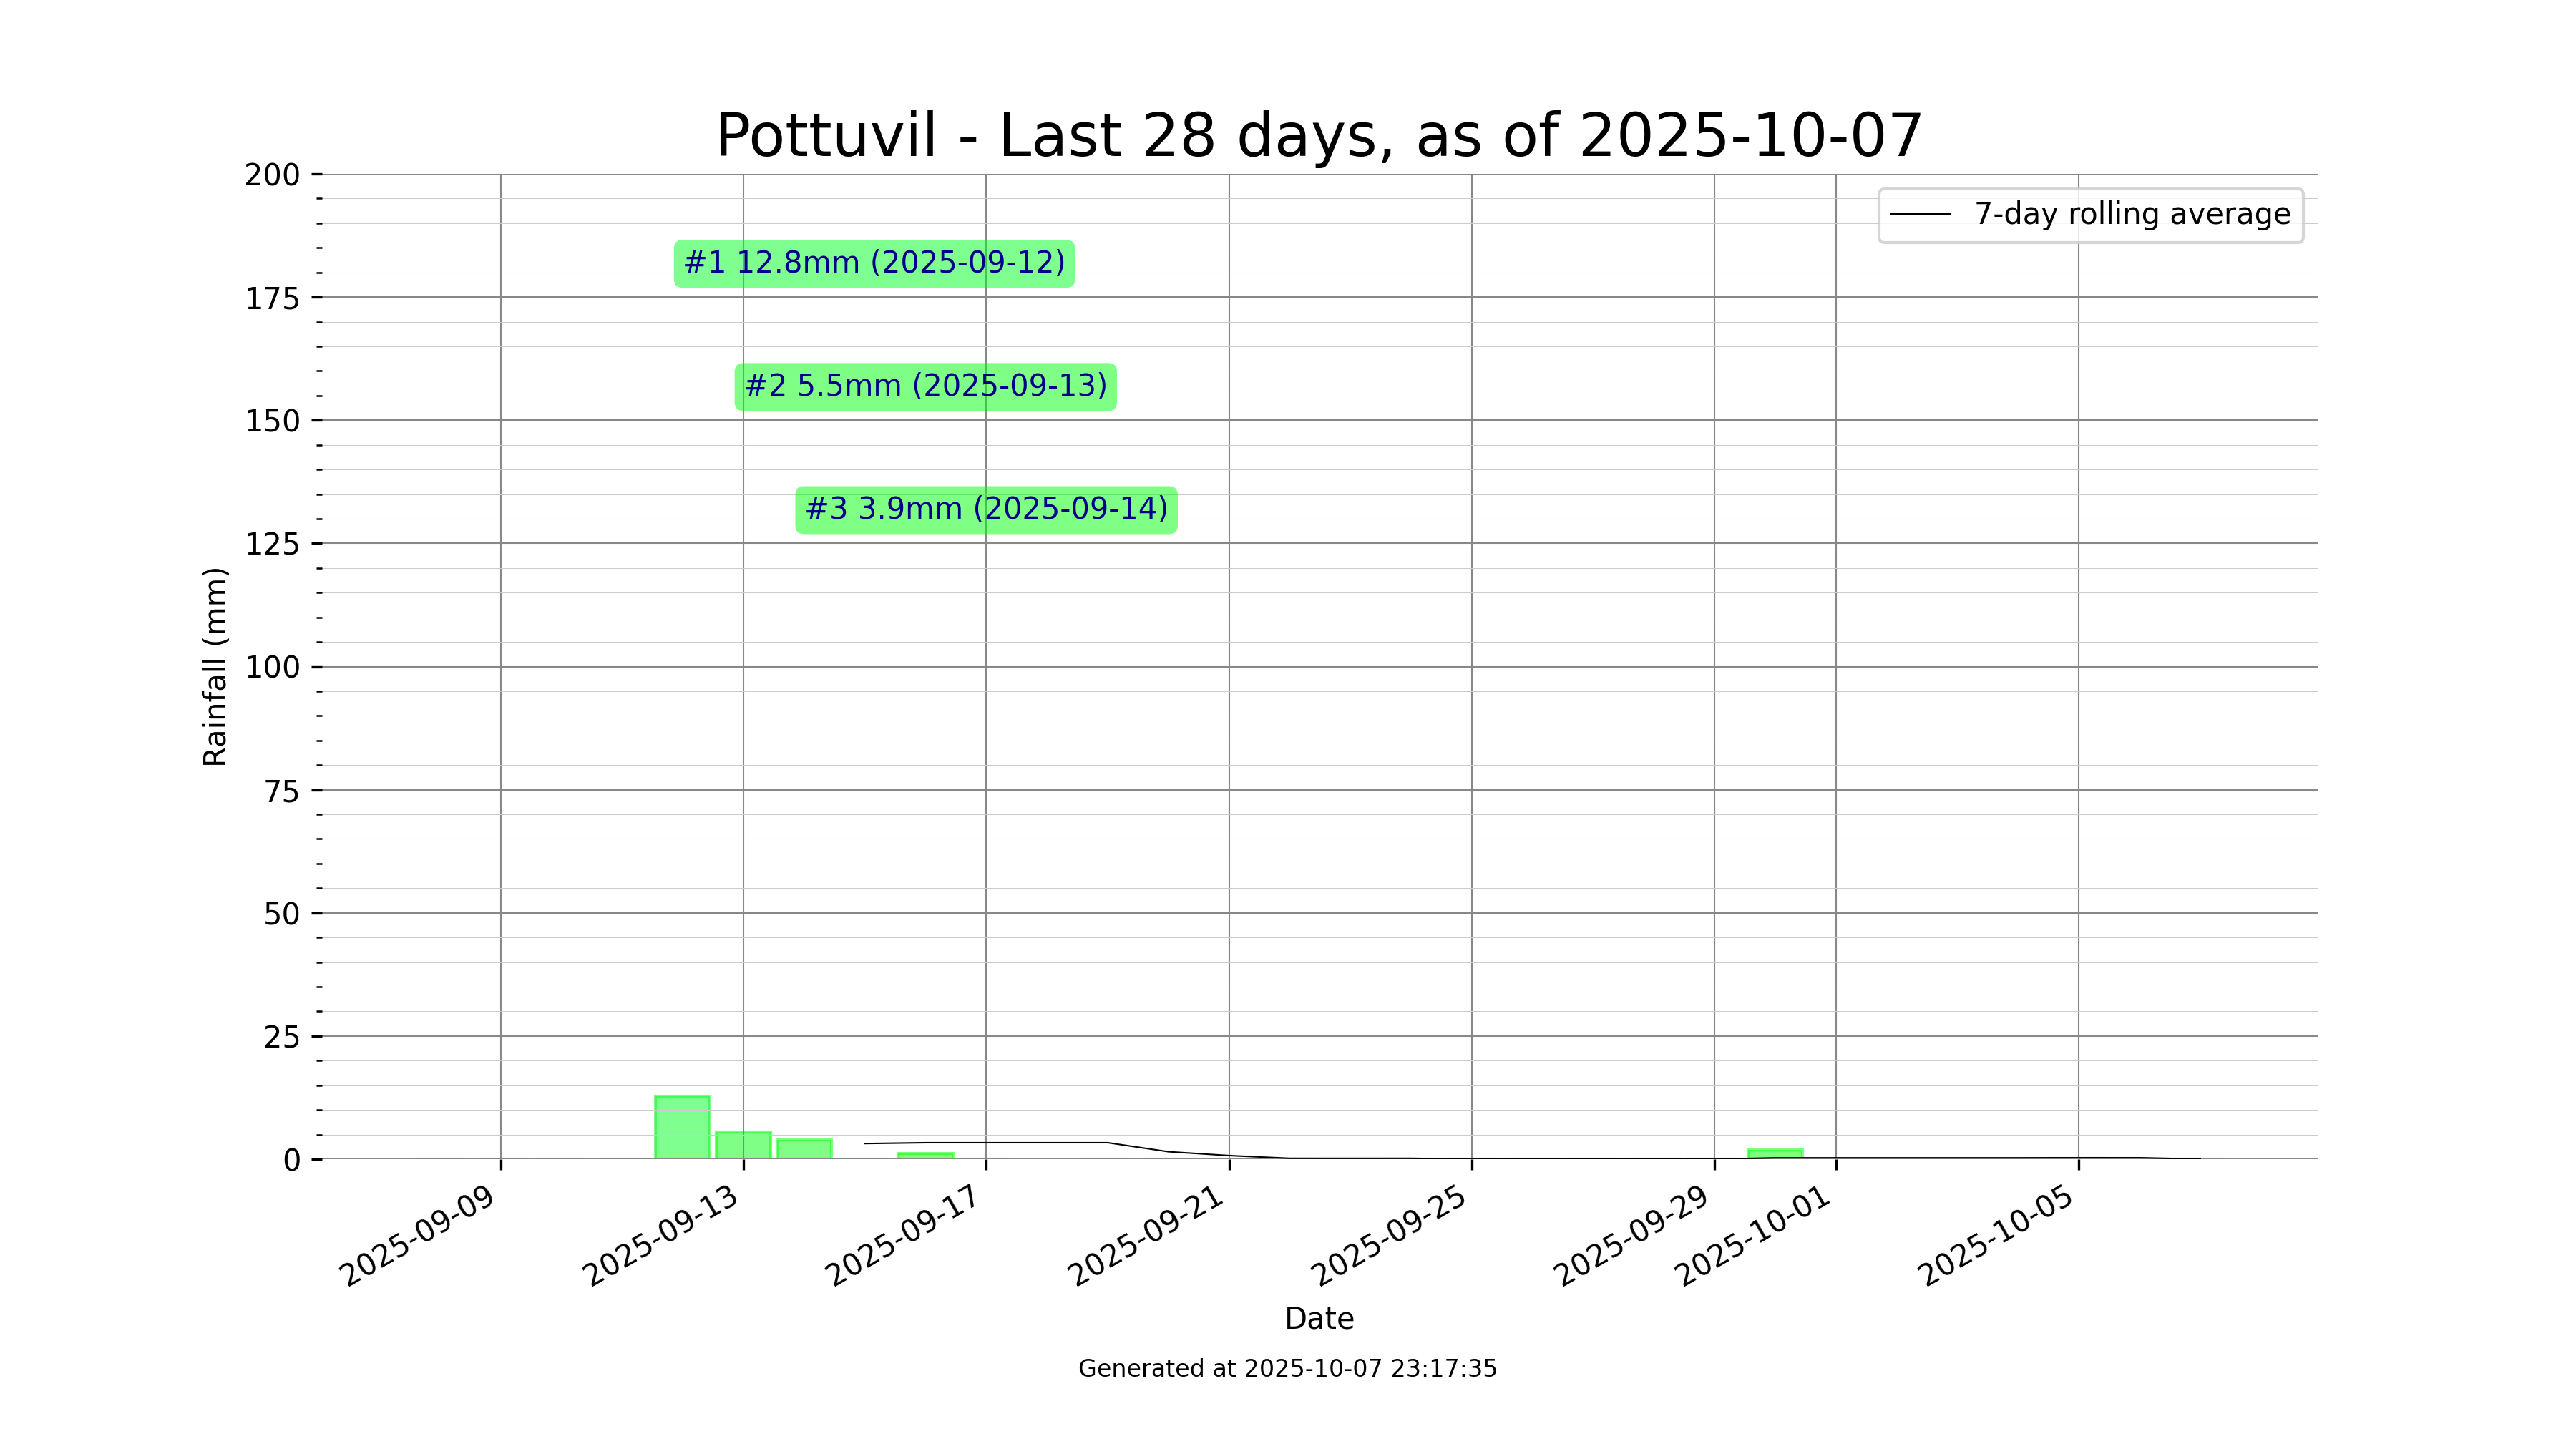 Pottuvil - Last 28 days, as of 2025-10-07
7-day rolling average
#1 12.8mm (2025-09-12)
#2 5.5mm (2025-09-13)
#3 3.9mm (2025-09-14)
Rainfall (mm)
200
175
150
125
100
75
50
25
0
2025-09-09
2025-09-13
2025-09-17
2025-09-21
2025-09-25
2025-09-29
2025-10-01
2025-10-05
Date
Generated at 2025-10-07 23:17:35